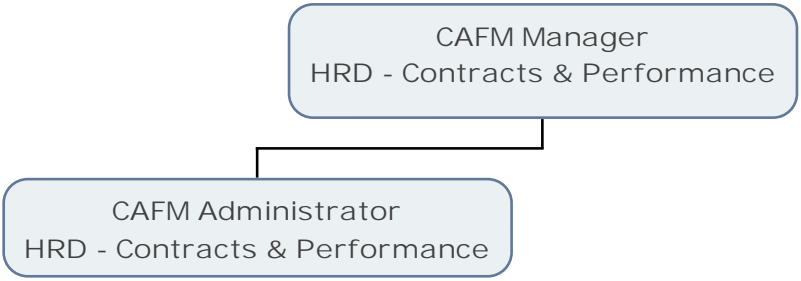 CAFM Manager
HRD - Contracts & Performance
CAFM Administrator
HRD - Contracts & Performance